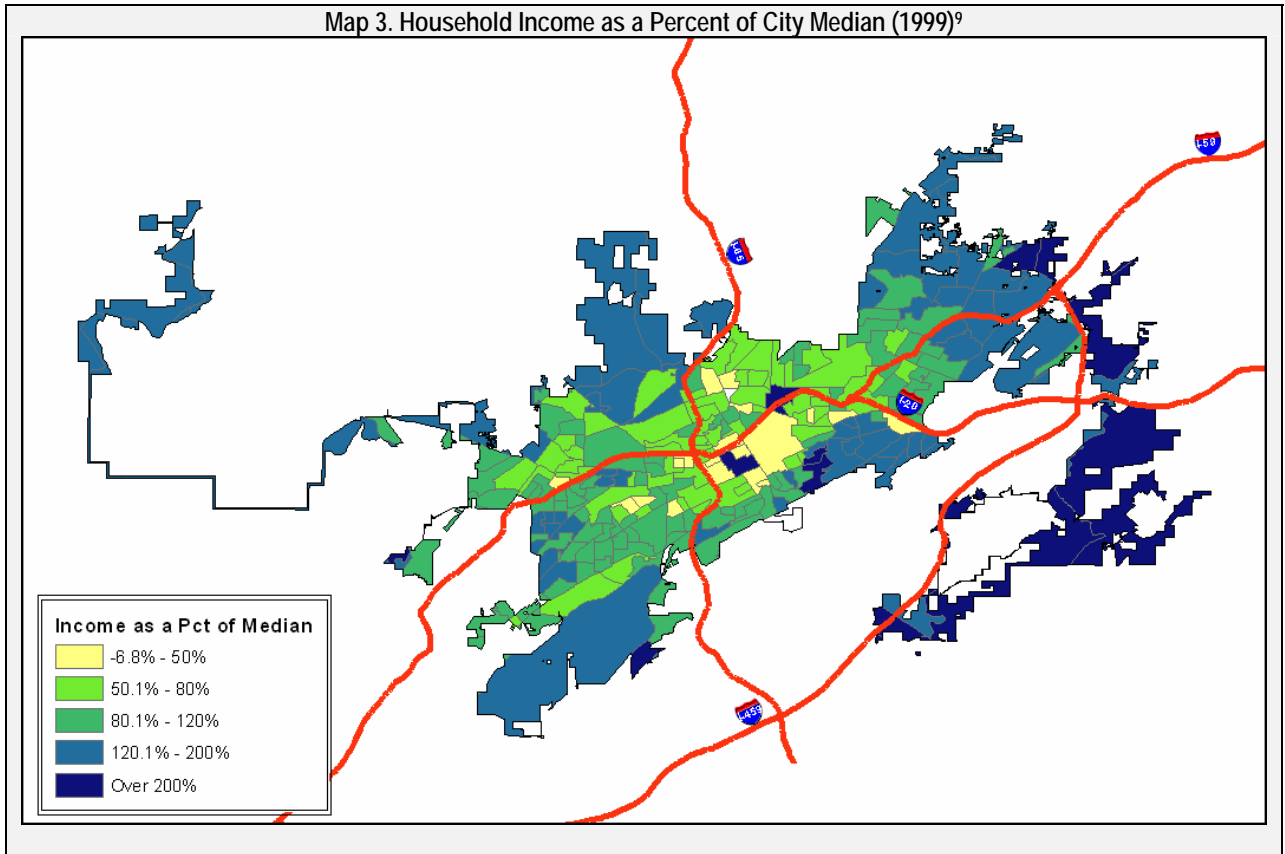 Map 3. Household Income as a Percent of City Median (1999)⁹
I-59
I-65
I-20
I-459
Income as a Pct of Median
-6.8% - 50%
50.1% - 80%
80.1% - 120%
120.1% - 200%
Over 200%